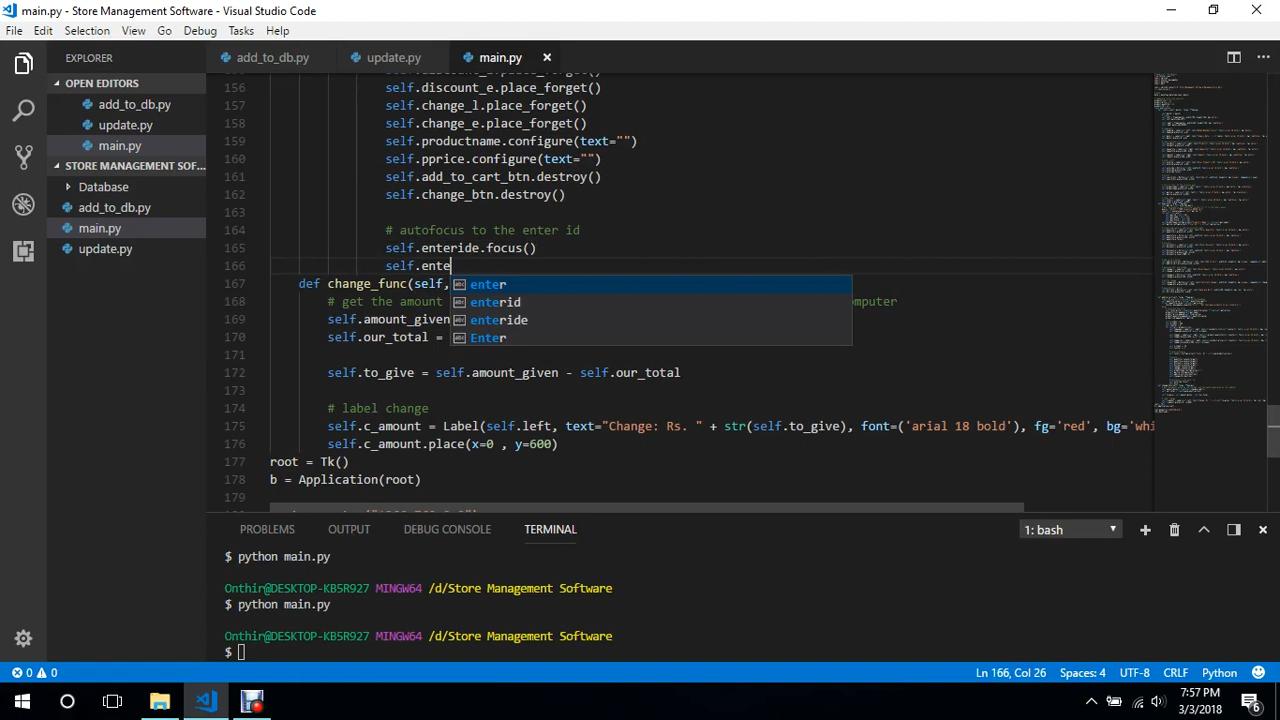 main.py - Store Management Software - Visual Studio Code
File Edit Selection View Go Debug Tasks Help
EXPLORER
OPEN EDITORS
add_to_db.py
update.py
main.py
STORE MANAGEMENT SOF...
Database
add_to_db.py
main.py
update.py
add_to_db.py update.py main.py
156 self.discount_e.place_forget()
157 self.change_l.place_forget()
158 self.change_e.place_forget()
159 self.productname.configure(text="")
160 self.pprice.configure(text="")
161 self.add_to_cart_btn.destroy()
162 self.change_btn.destroy()
163
164 # autofocus to the enter id
165 self.enteride.focus()
166 self.ente
167 def change_func(self,
168 # get the amount
169 self.amount_given
170 self.our_total =
171
172 self.to_give = self.amount_given - self.our_total
173
174 # label change
175 self.c_amount = Label(self.left, text="Change: Rs. " + str(self.to_give), font=('arial 18 bold'), fg='red', bg='whi
176 self.c_amount.place(x=0 , y=600)
177 root = Tk()
178 b = Application(root)
179
enter
enterid
enteride
Enter
PROBLEMS OUTPUT DEBUG CONSOLE TERMINAL 1: bash
$ python main.py
Onthir@DESKTOP-KB5R927 MINGW64 /d/Store Management Software
$ python main.py
Onthir@DESKTOP-KB5R927 MINGW64 /d/Store Management Software
$
0 0 Ln 166, Col 26 Spaces: 4 UTF-8 CRLF Python
7:57 PM
3/3/2018
6